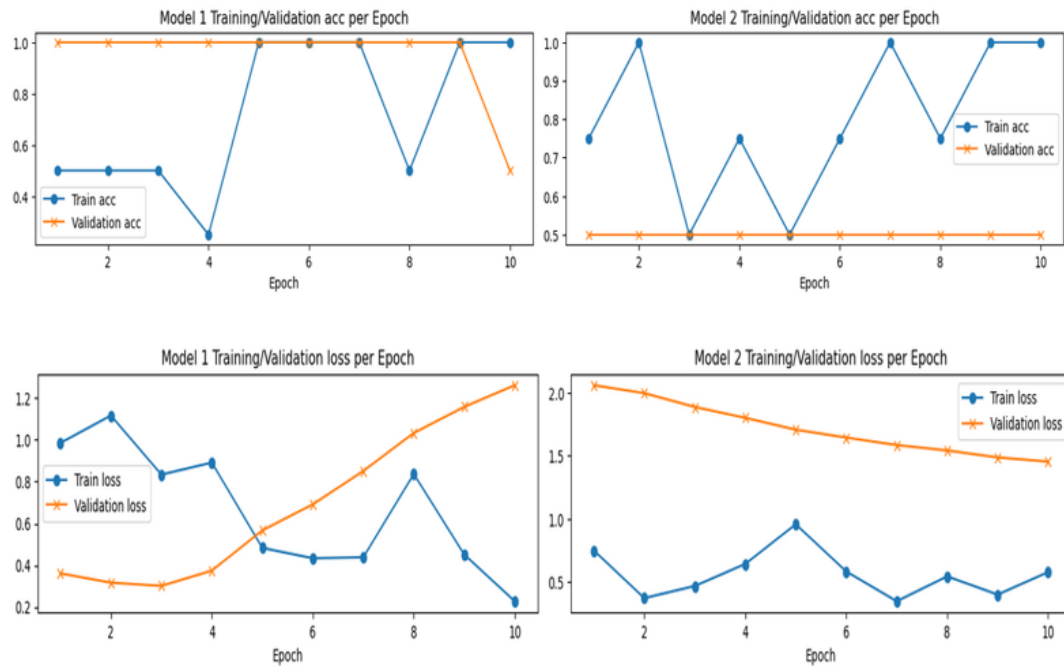 Model 1 Training/Validation acc per Epoch
1.0
0.8
0.6
0.4
Train acc
Validation acc
2 4 6 8 10
Epoch
Model 2 Training/Validation acc per Epoch
1.0
0.9
0.8
0.7
0.6
0.5
Train acc
Validation acc
2 4 6 8 10
Epoch
Model 1 Training/Validation loss per Epoch
1.2
1.0
0.8
0.6
0.4
0.2
Train loss
Validation loss
2 4 6 8 10
Epoch
Model 2 Training/Validation loss per Epoch
2.0
1.5
1.0
0.5
Train loss
Validation loss
2 4 6 8 10
Epoch